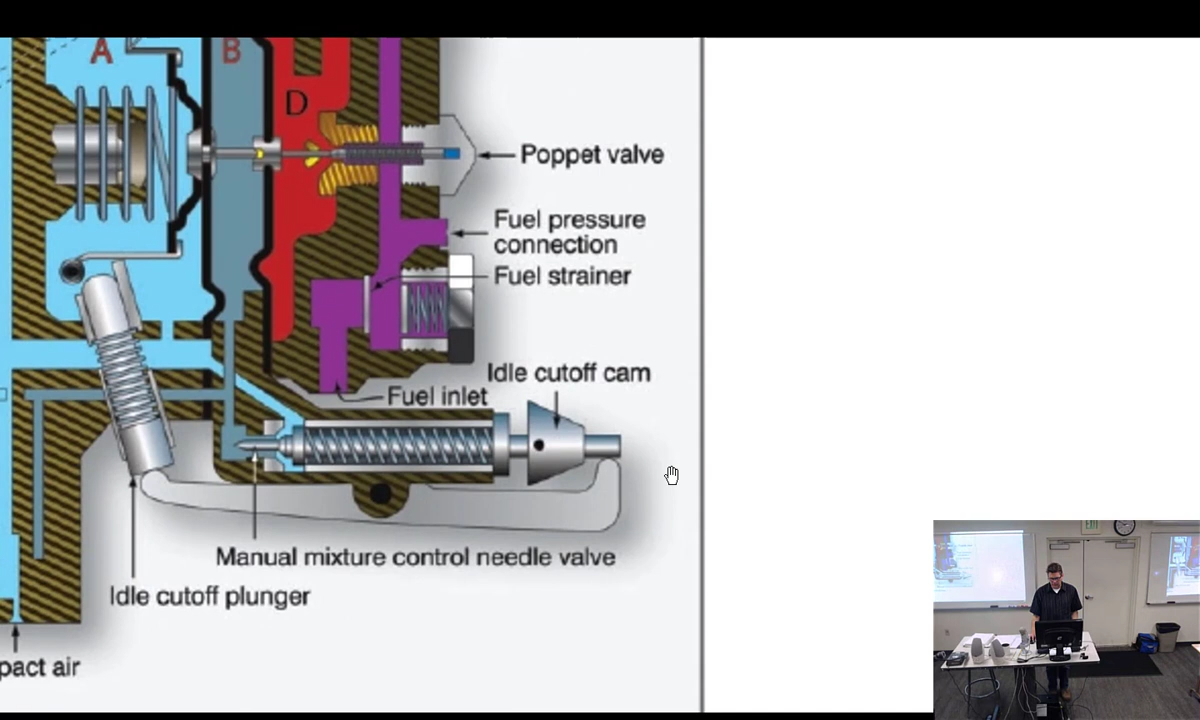 A
B
D
Poppet valve
Fuel pressure
connection
Fuel strainer
Idle cutoff cam
Fuel inlet
Manual mixture control needle valve
Idle cutoff plunger
pact air
EXIT